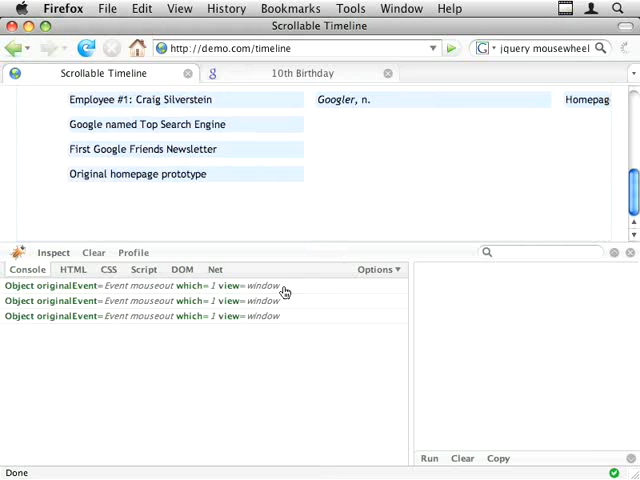 Firefox File Edit View History Bookmarks Tools Window Help
Scrollable Timeline
http://demo.com/timeline
jquery mousewheel
Scrollable Timeline
10th Birthday
Employee #1: Craig Silverstein
Googler, n.
Homepag
Google named Top Search Engine
First Google Friends Newsletter
Original homepage prototype
Inspect Clear Profile
Console HTML CSS Script DOM Net Options
Object originalEvent=Event mouseout which=1 view=window
Object originalEvent=Event mouseout which=1 view=window
Object originalEvent=Event mouseout which=1 view=window
Run Clear Copy
Done